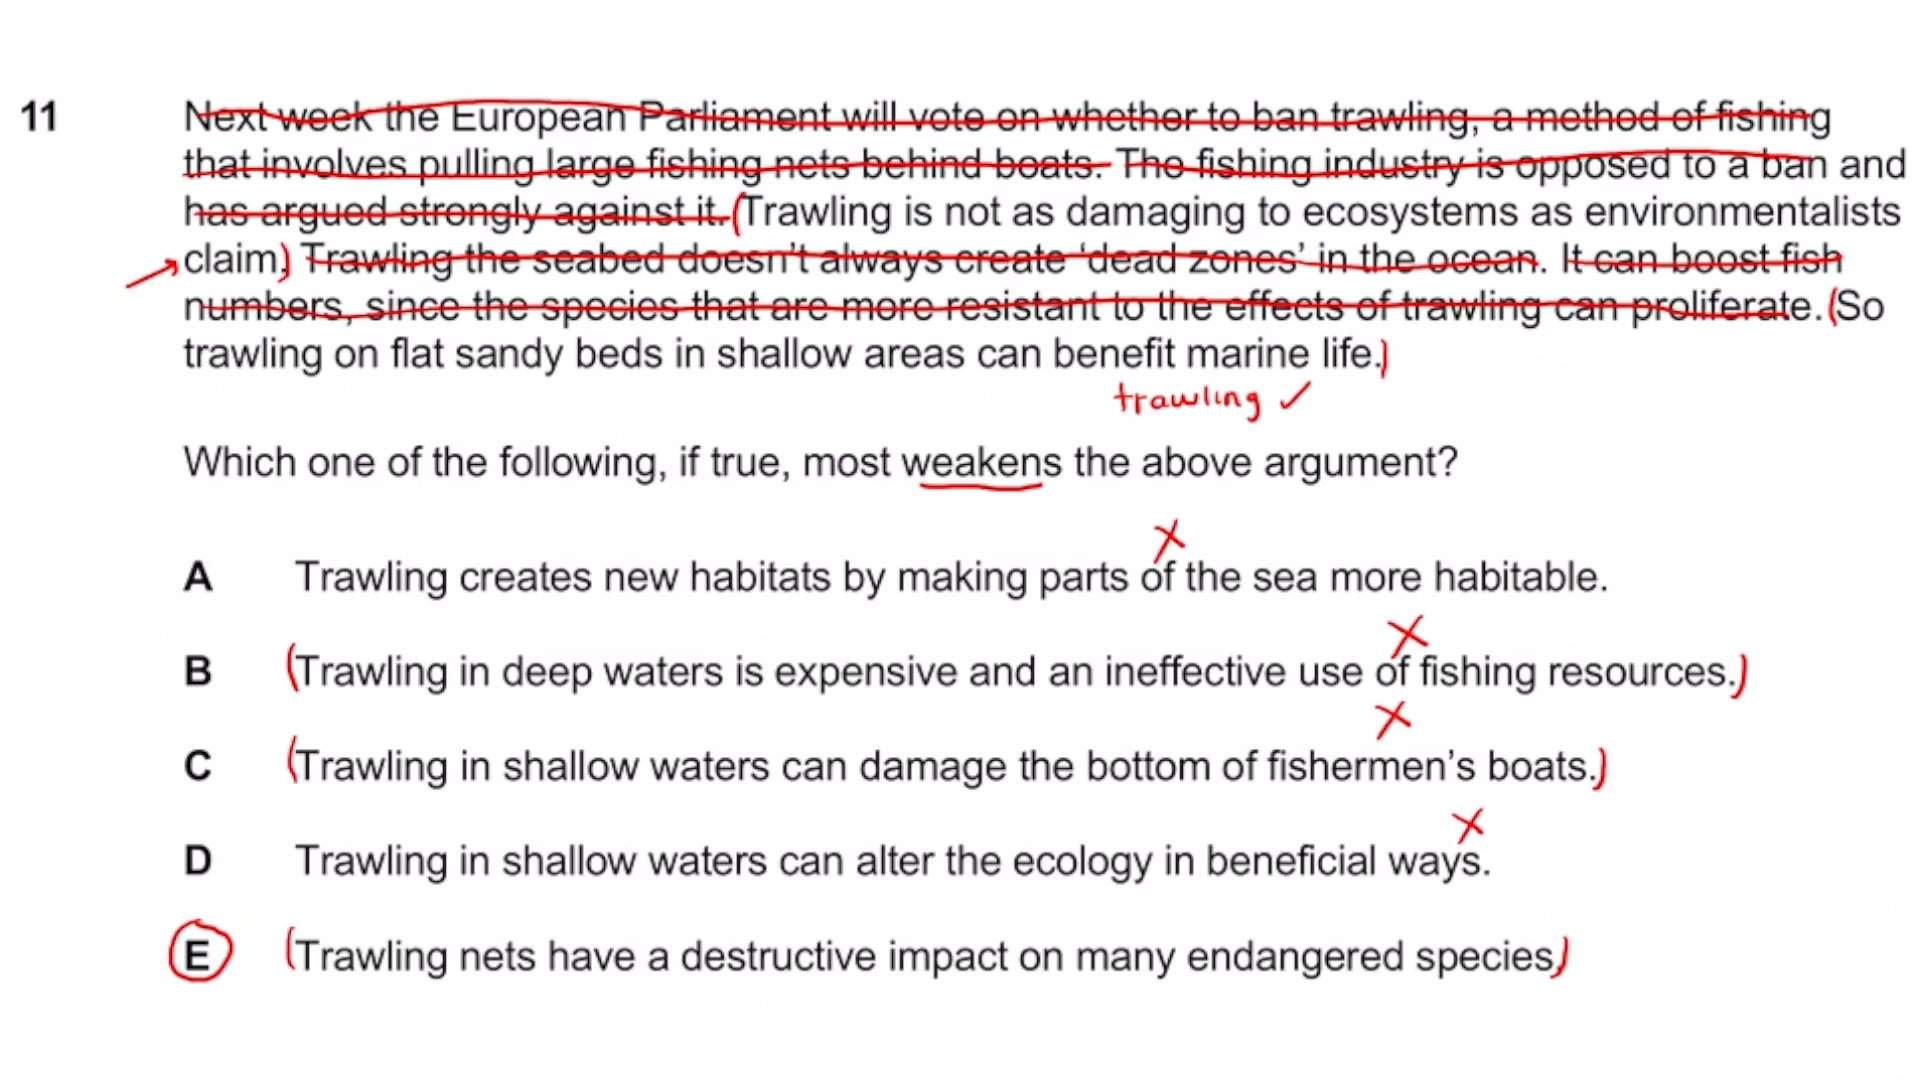 11 Next week the European Parliament will vote on whether to ban trawling, a method of fishing
that involves pulling large fishing nets behind boats. The fishing industry is opposed to a ban and
has argued strongly against it. (Trawling is not as damaging to ecosystems as environmentalists
claim.) Trawling the seabed doesn't always create 'dead zones' in the ocean. It can boost fish
numbers, since the species that are more resistant to the effects of trawling can proliferate. (So
trawling on flat sandy beds in shallow areas can benefit marine life.)
trawling ✓
Which one of the following, if true, most weakens the above argument?
A Trawling creates new habitats by making parts of the sea more habitable.
B (Trawling in deep waters is expensive and an ineffective use of fishing resources.)
C (Trawling in shallow waters can damage the bottom of fishermen's boats.)
D Trawling in shallow waters can alter the ecology in beneficial ways.
E (Trawling nets have a destructive impact on many endangered species.)